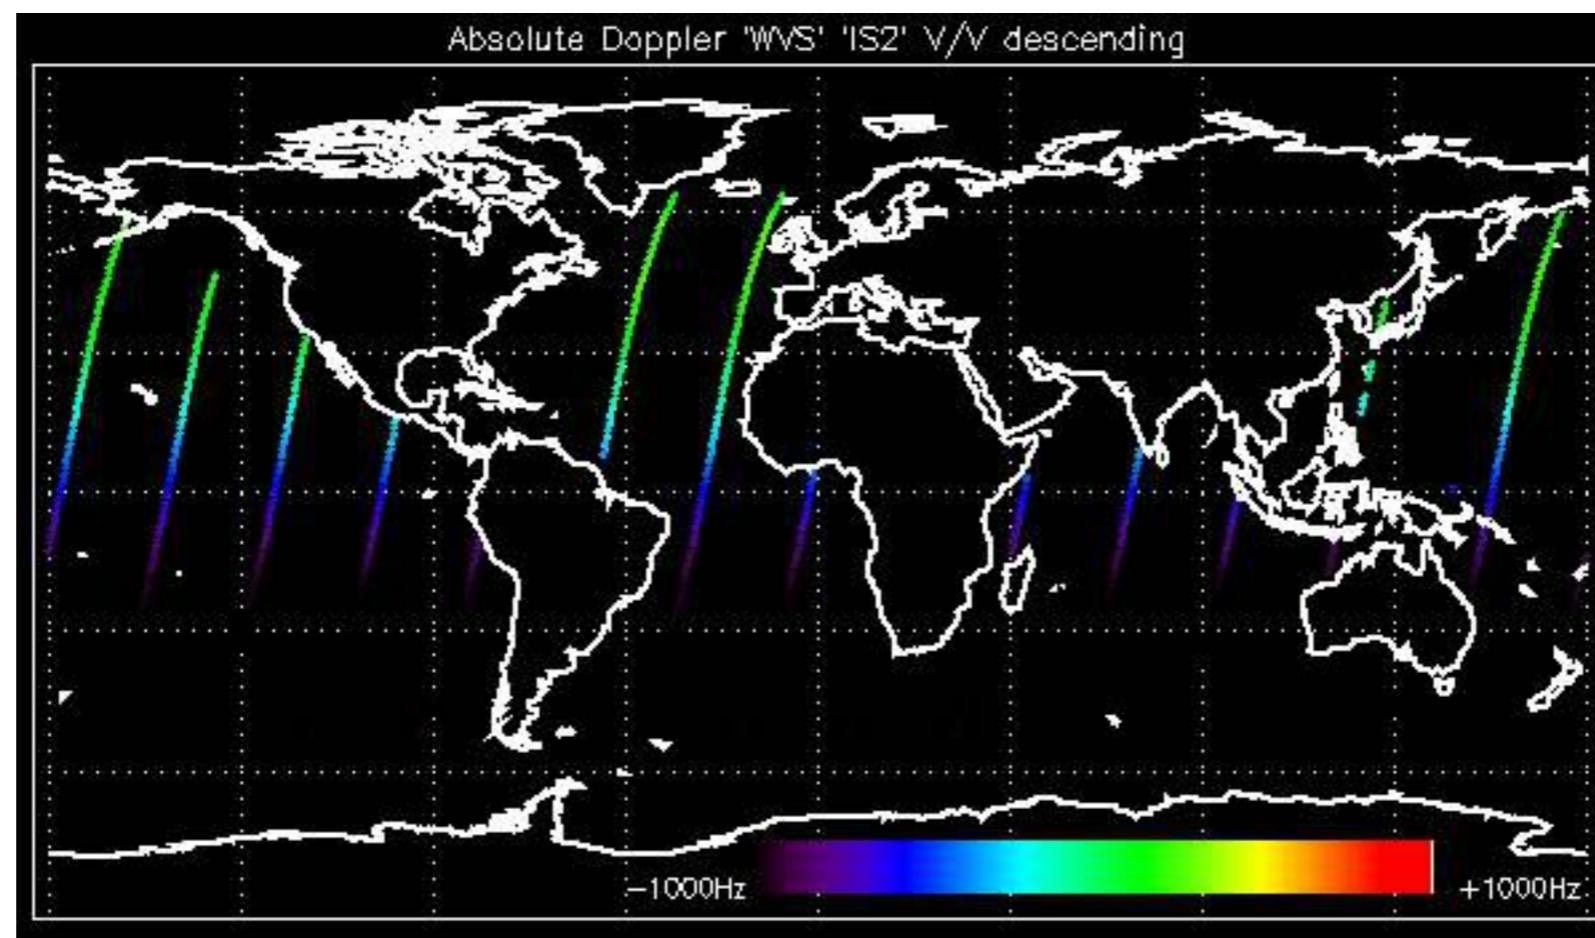 Absolute Doppler 'WVS' 'IS2' V/V descending
−1000Hz +1000Hz